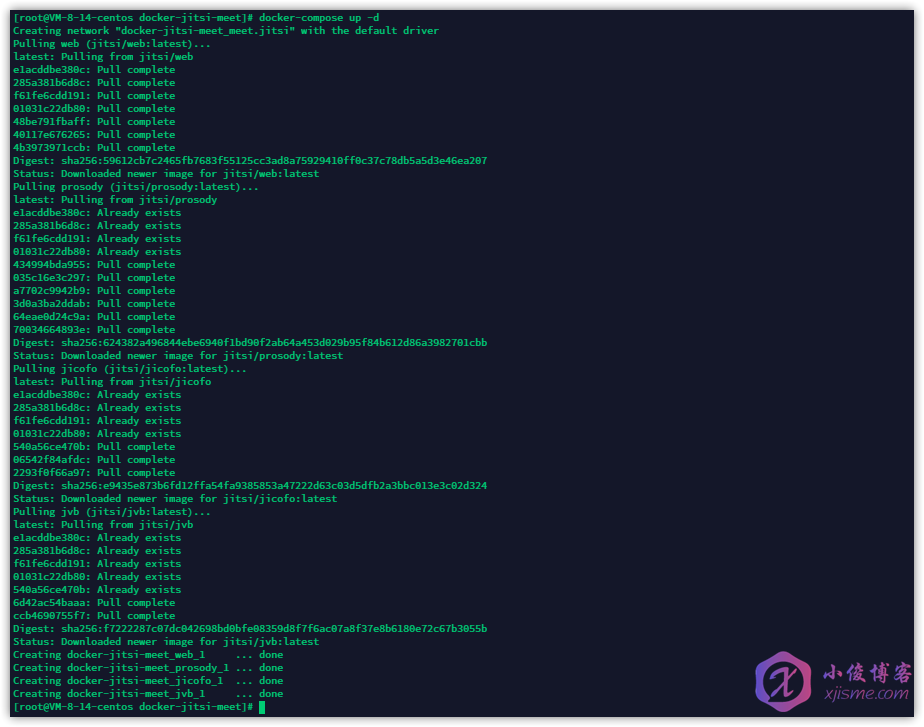 [root@VM-8-14-centos docker-jitsi-meet]# docker-compose up -d
Creating network "docker-jitsi-meet_meet.jitsi" with the default driver
Pulling web (jitsi/web:latest)...
latest: Pulling from jitsi/web
e1acddbe380c: Pull complete
285a381b6d8c: Pull complete
f61fe6cdd191: Pull complete
01031c22db80: Pull complete
48be791fbaff: Pull complete
40117e676265: Pull complete
4b3973971ccb: Pull complete
Digest: sha256:59612cb7c2465fb7683f55125cc3ad8a75929410ff0c37c78db5a5d3e46ea207
Status: Downloaded newer image for jitsi/web:latest
Pulling prosody (jitsi/prosody:latest)...
latest: Pulling from jitsi/prosody
e1acddbe380c: Already exists
285a381b6d8c: Already exists
f61fe6cdd191: Already exists
01031c22db80: Already exists
434994bda955: Pull complete
035c16e3c297: Pull complete
a7702c9942b9: Pull complete
3d0a3ba2ddab: Pull complete
64eae0d24c9a: Pull complete
70034664893e: Pull complete
Digest: sha256:624382a496844ebe6940f1bd90f2ab64a453d029b95f84b612d86a3982701cbb
Status: Downloaded newer image for jitsi/prosody:latest
Pulling jicofo (jitsi/jicofo:latest)...
latest: Pulling from jitsi/jicofo
e1acddbe380c: Already exists
285a381b6d8c: Already exists
f61fe6cdd191: Already exists
01031c22db80: Already exists
540a56ce470b: Pull complete
06542f84afdc: Pull complete
2293f0f66a97: Pull complete
Digest: sha256:e9435e873b6fd12ffa54fa9385853a47222d63c03d5dfb2a3bbc013e3c02d324
Status: Downloaded newer image for jitsi/jicofo:latest
Pulling jvb (jitsi/jvb:latest)...
latest: Pulling from jitsi/jvb
e1acddbe380c: Already exists
285a381b6d8c: Already exists
f61fe6cdd191: Already exists
01031c22db80: Already exists
540a56ce470b: Already exists
6d42ac54baaa: Pull complete
ccb4690755f7: Pull complete
Digest: sha256:f7222287c07dc042698bd0bfe08359d8f7f6ac07a8f37e8b6180e72c67b3055b
Status: Downloaded newer image for jitsi/jvb:latest
Creating docker-jitsi-meet_web_1     ... done
Creating docker-jitsi-meet_prosody_1 ... done
Creating docker-jitsi-meet_jicofo_1  ... done
Creating docker-jitsi-meet_jvb_1     ... done
[root@VM-8-14-centos docker-jitsi-meet]#
小俊博客
xjisme.com